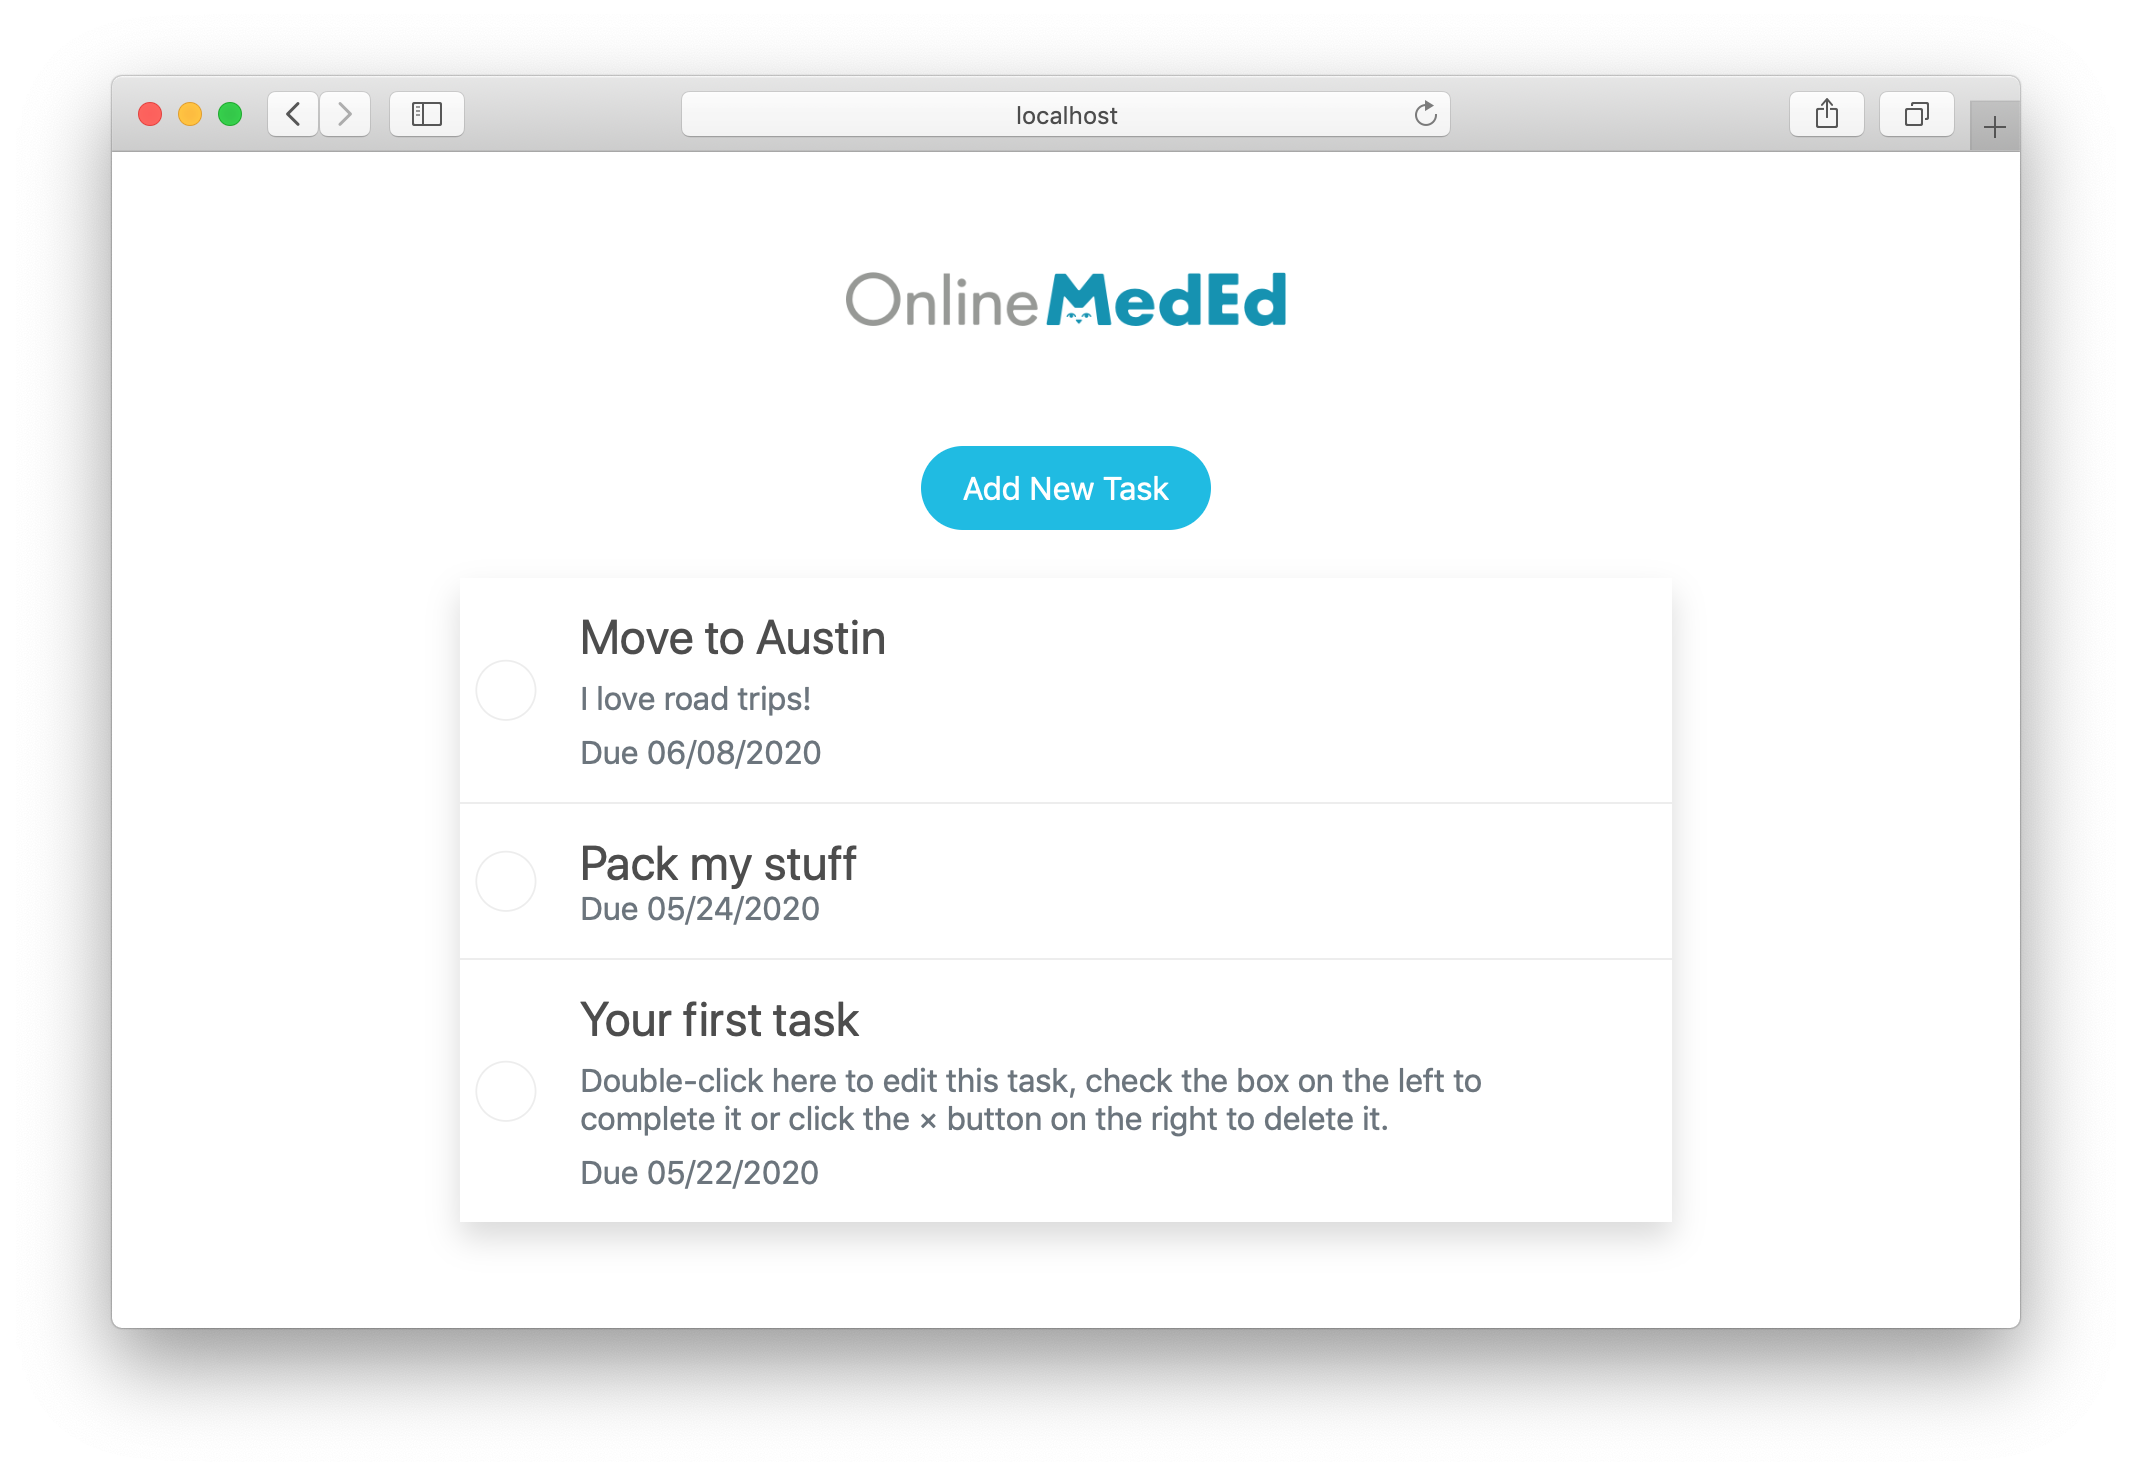 localhost
OnlineMedEd
Add New Task
Move to Austin
I love road trips!
Due 06/08/2020
Pack my stuff
Due 05/24/2020
Your first task
Double-click here to edit this task, check the box on the left to
complete it or click the × button on the right to delete it.
Due 05/22/2020